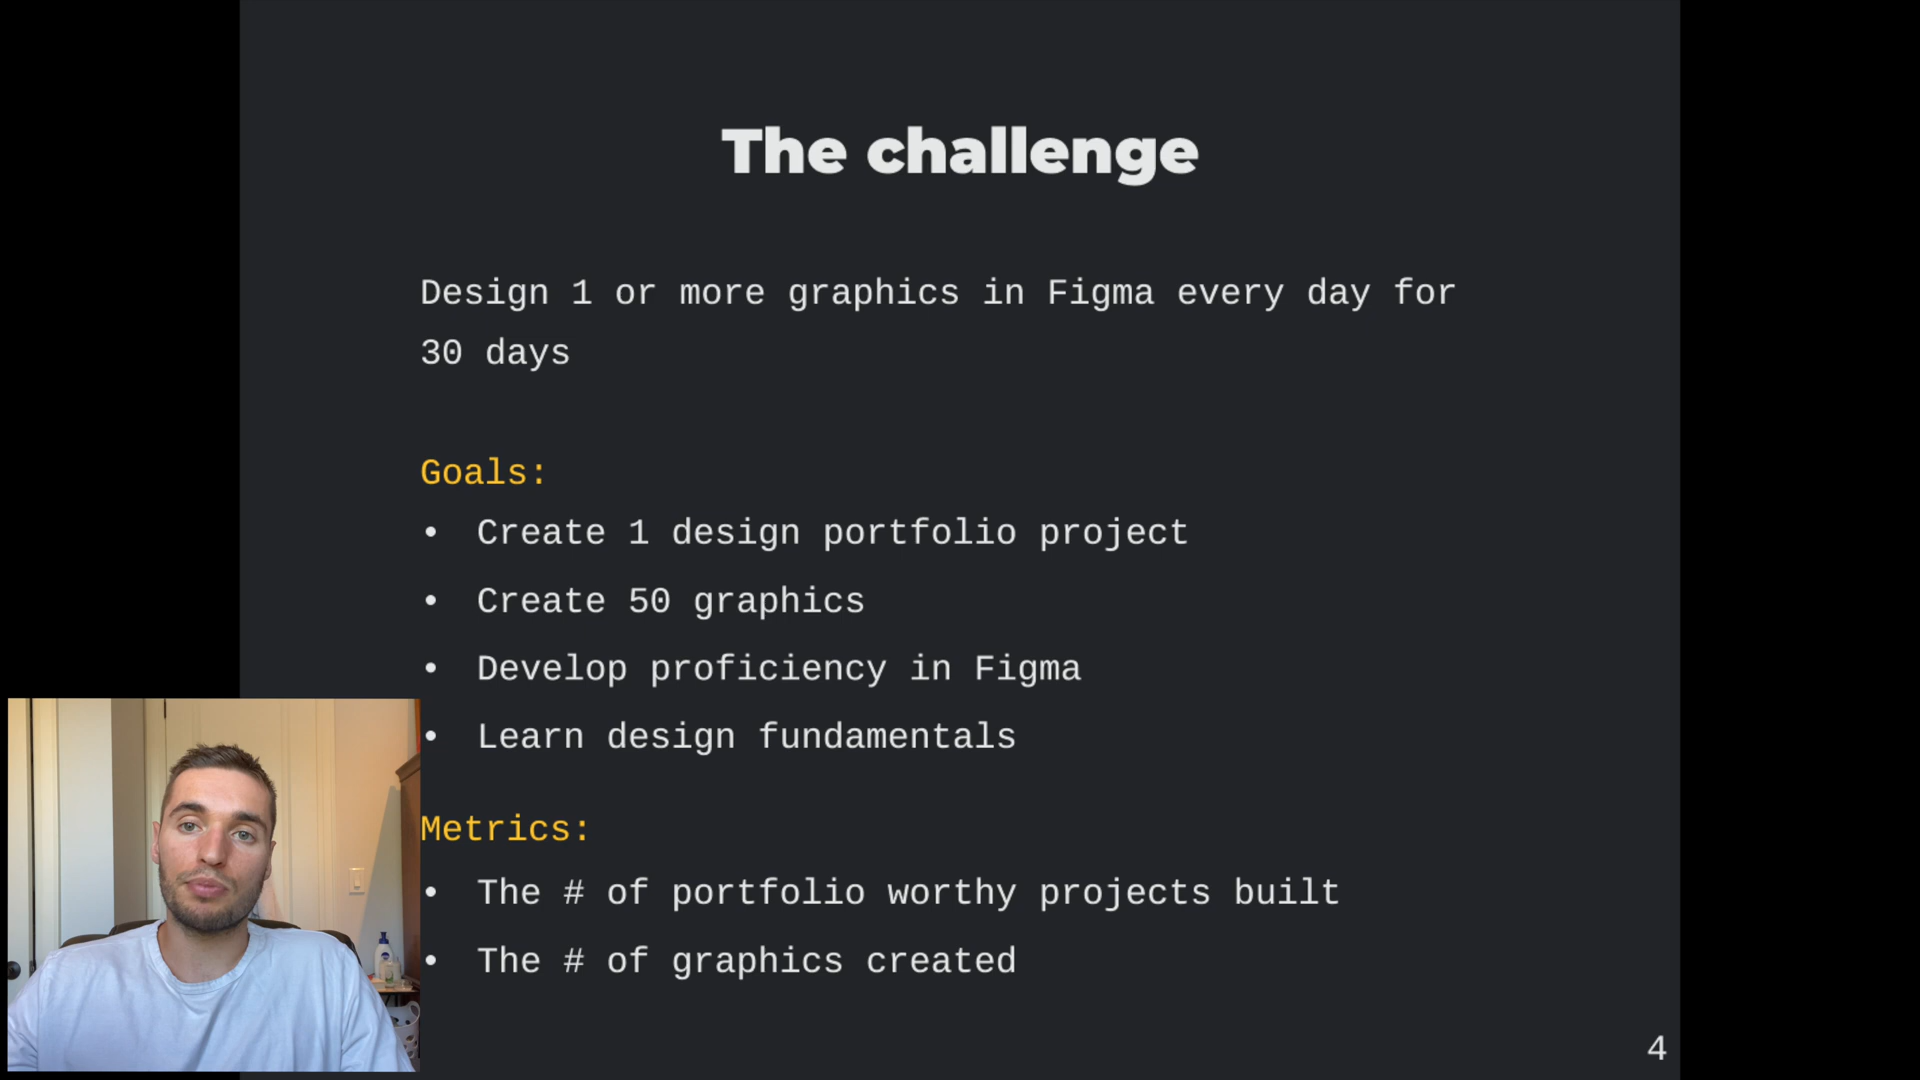 The challenge
Design 1 or more graphics in Figma every day for
30 days
Goals:
• Create 1 design portfolio project
• Create 50 graphics
• Develop proficiency in Figma
• Learn design fundamentals
Metrics:
• The # of portfolio worthy projects built
• The # of graphics created
4